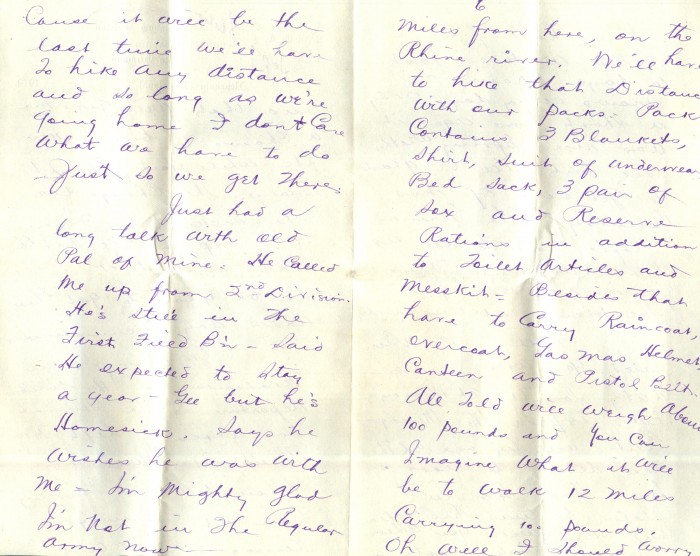 6
Miles from here, on the
Rhine river. We'll have
to hike that Distance
With our packs - Pack
Contains 3 Blankets,
Shirt, Suit of underwear
Bed Sack, 3 pair of
Sox and Reserve
Rations in addition
to Toilet Articles and
Messkit - Besides that
have to Carry Raincoat,
overcoat, Gas mas Helmet,
Canteen and Pistol Belt.
All Told will weigh About
100 pounds and you Can
Imagine What it will
be to walk 12 miles
Carrying 100 pounds.
Oh well I should worry
Cause it will be the
last time we'll have
To hike any distance
and so long as we're
going home I don't Care
What we have to do
- Just so we get There.
Just had a
long talk with old
Pal of mine - He Called
Me up from 2nd Division.
He's still in the
First Field B'n - Said
He expected to stay
a year - Gee but he's
Homesick. Says he
wishes he was with
Me - I'm Mighty glad
I'm Not in The Regular
Army now -